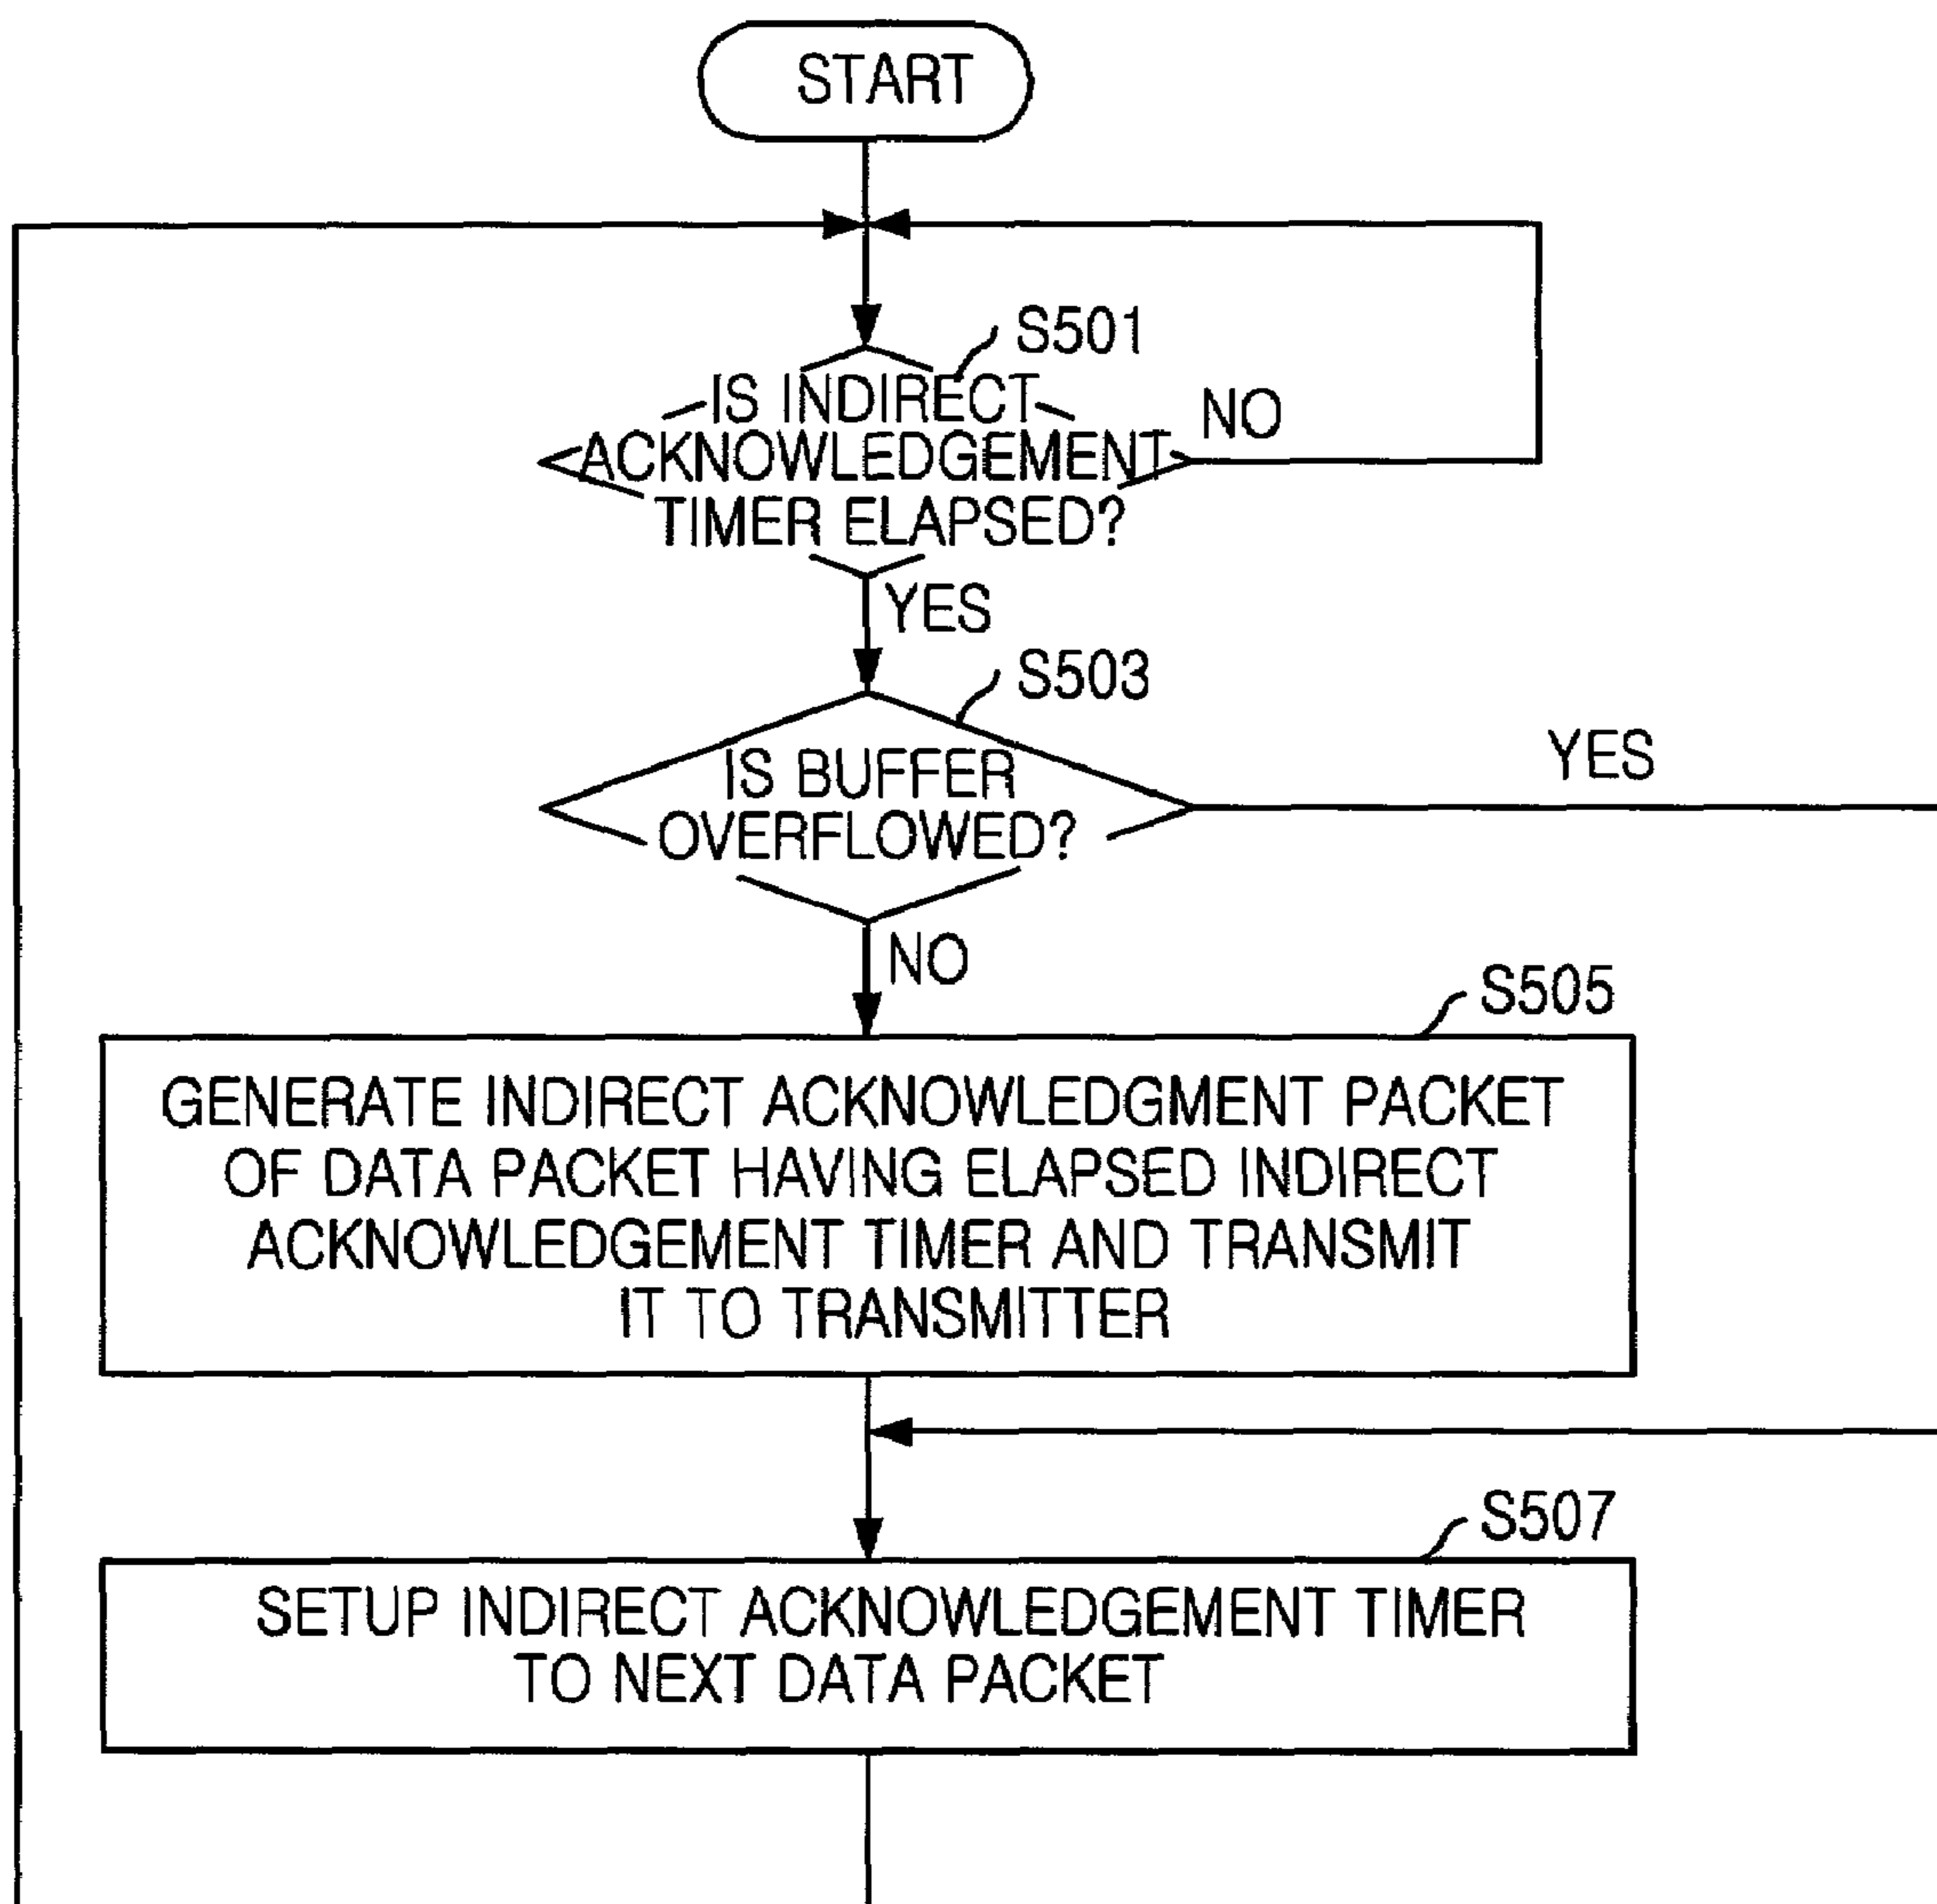 START
S501
IS INDIRECT
ACKNOWLEDGEMENT
TIMER ELAPSED?
NO
YES
S503
IS BUFFER
OVERFLOWED?
YES
NO
S505
GENERATE INDIRECT ACKNOWLEDGMENT PACKET
OF DATA PACKET HAVING ELAPSED INDIRECT
ACKNOWLEDGEMENT TIMER AND TRANSMIT
IT TO TRANSMITTER
S507
SETUP INDIRECT ACKNOWLEDGEMENT TIMER
TO NEXT DATA PACKET